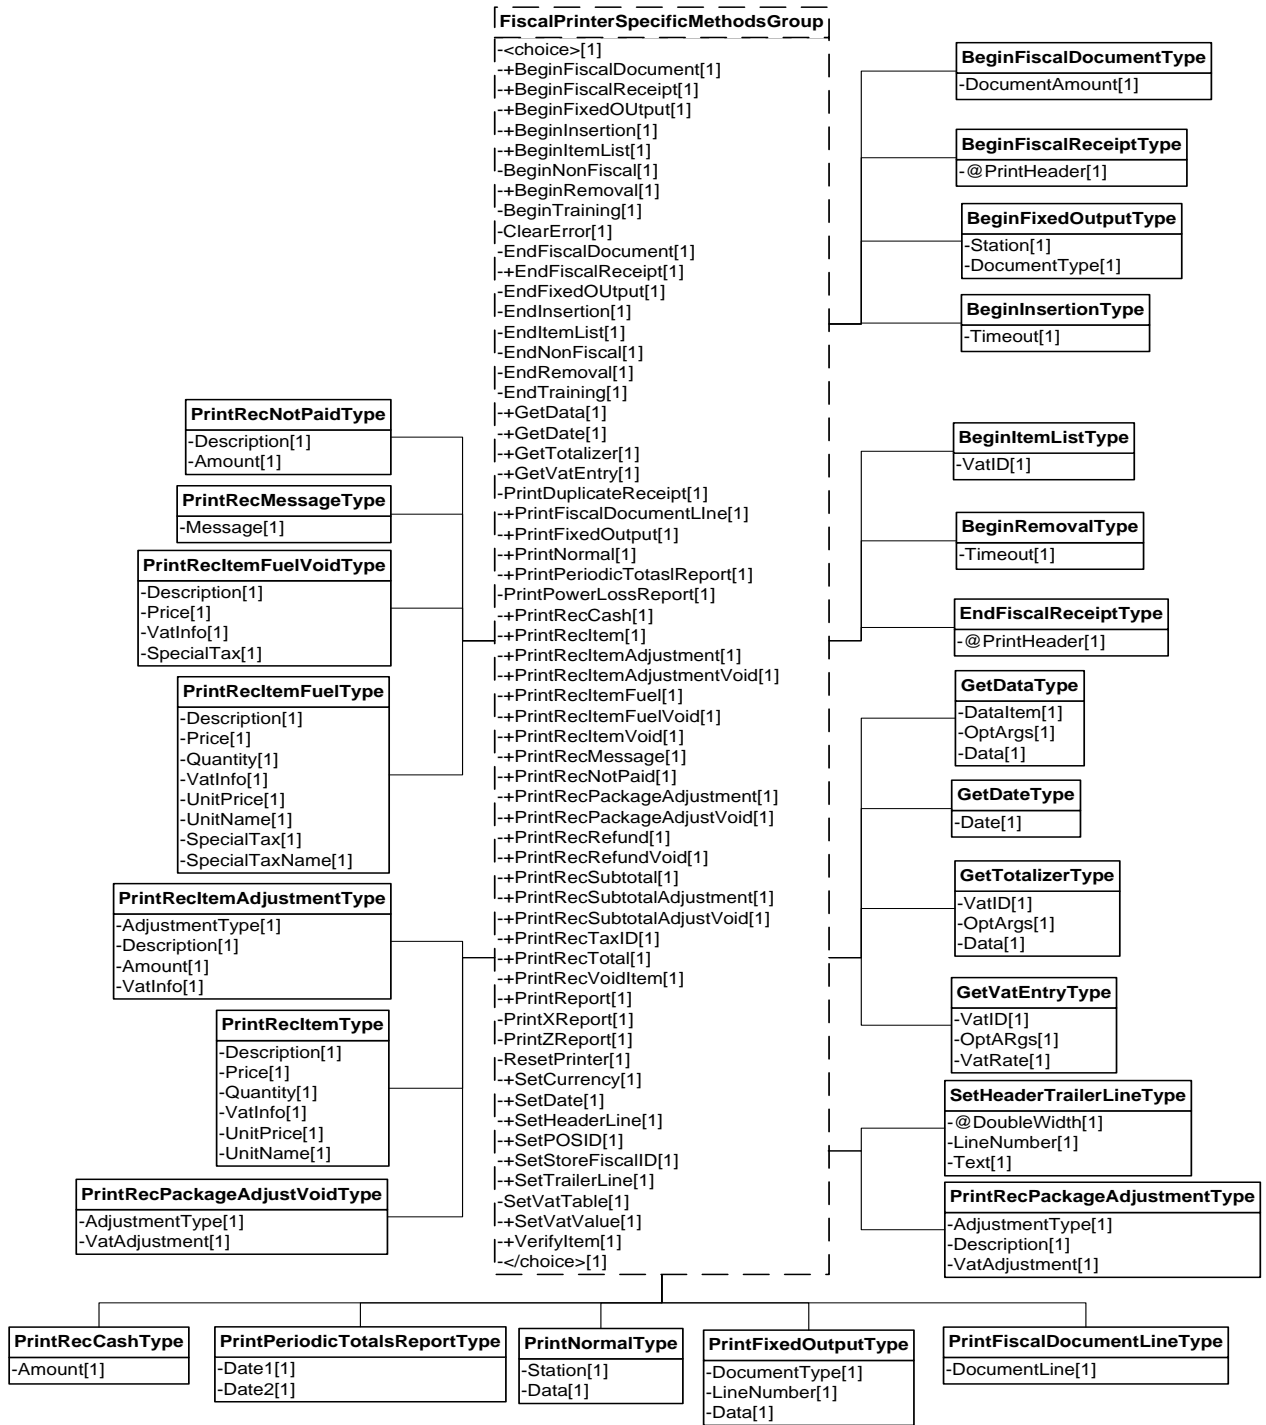 FiscalPrinterSpecificMethodsGroup
-<choice>[1]
-+BeginFiscalDocument[1]
-+BeginFiscalReceipt[1]
-+BeginFixedOUtput[1]
-+BeginInsertion[1]
-+BeginItemList[1]
-BeginNonFiscal[1]
-+BeginRemoval[1]
-BeginTraining[1]
-ClearError[1]
-EndFiscalDocument[1]
-+EndFiscalReceipt[1]
-EndFixedOUtput[1]
-EndInsertion[1]
-EndItemList[1]
-EndNonFiscal[1]
-EndRemoval[1]
-EndTraining[1]
-+GetData[1]
-+GetDate[1]
-+GetTotalizer[1]
-+GetVatEntry[1]
-PrintDuplicateReceipt[1]
-+PrintFiscalDocumentLIne[1]
-+PrintFixedOutput[1]
-+PrintNormal[1]
-+PrintPeriodicTotaslReport[1]
-PrintPowerLossReport[1]
-+PrintRecCash[1]
-+PrintRecItem[1]
-+PrintRecItemAdjustment[1]
-+PrintRecItemAdjustmentVoid[1]
-+PrintRecItemFuel[1]
-+PrintRecItemFuelVoid[1]
-+PrintRecItemVoid[1]
-+PrintRecMessage[1]
-+PrintRecNotPaid[1]
-+PrintRecPackageAdjustment[1]
-+PrintRecPackageAdjustVoid[1]
-+PrintRecRefund[1]
-+PrintRecRefundVoid[1]
-+PrintRecSubtotal[1]
-+PrintRecSubtotalAdjustment[1]
-+PrintRecSubtotalAdjustVoid[1]
-+PrintRecTaxID[1]
-+PrintRecTotal[1]
-+PrintRecVoidItem[1]
-+PrintReport[1]
-PrintXReport[1]
-PrintZReport[1]
-ResetPrinter[1]
-+SetCurrency[1]
-+SetDate[1]
-+SetHeaderLine[1]
-+SetPOSID[1]
-+SetStoreFiscalID[1]
-+SetTrailerLine[1]
-SetVatTable[1]
-+SetVatValue[1]
-+VerifyItem[1]
-</choice>[1]
BeginFiscalDocumentType
-DocumentAmount[1]
BeginFiscalReceiptType
-@PrintHeader[1]
BeginFixedOutputType
-Station[1]
-DocumentType[1]
BeginInsertionType
-Timeout[1]
BeginItemListType
-VatID[1]
BeginRemovalType
-Timeout[1]
EndFiscalReceiptType
-@PrintHeader[1]
GetDataType
-DataItem[1]
-OptArgs[1]
-Data[1]
GetDateType
-Date[1]
GetTotalizerType
-VatID[1]
-OptArgs[1]
-Data[1]
GetVatEntryType
-VatID[1]
-OptARgs[1]
-VatRate[1]
SetHeaderTrailerLineType
-@DoubleWidth[1]
-LineNumber[1]
-Text[1]
PrintRecPackageAdjustmentType
-AdjustmentType[1]
-Description[1]
-VatAdjustment[1]
PrintRecNotPaidType
-Description[1]
-Amount[1]
PrintRecMessageType
-Message[1]
PrintRecItemFuelVoidType
-Description[1]
-Price[1]
-VatInfo[1]
-SpecialTax[1]
PrintRecItemFuelType
-Description[1]
-Price[1]
-Quantity[1]
-VatInfo[1]
-UnitPrice[1]
-UnitName[1]
-SpecialTax[1]
-SpecialTaxName[1]
PrintRecItemAdjustmentType
-AdjustmentType[1]
-Description[1]
-Amount[1]
-VatInfo[1]
PrintRecItemType
-Description[1]
-Price[1]
-Quantity[1]
-VatInfo[1]
-UnitPrice[1]
-UnitName[1]
PrintRecPackageAdjustVoidType
-AdjustmentType[1]
-VatAdjustment[1]
PrintRecCashType
-Amount[1]
PrintPeriodicTotalsReportType
-Date1[1]
-Date2[1]
PrintNormalType
-Station[1]
-Data[1]
PrintFixedOutputType
-DocumentType[1]
-LineNumber[1]
-Data[1]
PrintFiscalDocumentLineType
-DocumentLine[1]